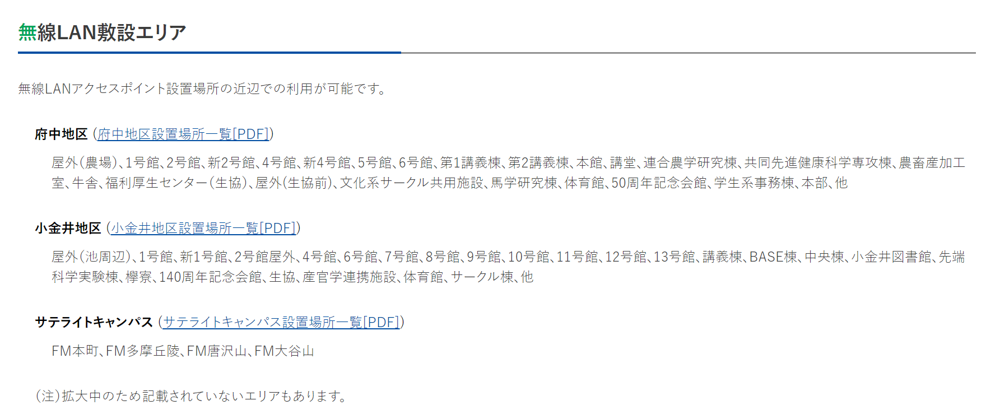 無線LAN敷設エリア
無線LANアクセスポイント設置場所の近辺での利用が可能です。
府中地区 (府中地区設置場所一覧[PDF])
屋外（農場）、1号館、2号館、新2号館、4号館、新4号館、5号館、6号館、第1講義棟、第2講義棟、本館、講堂、連合農学研究棟、共同先進健康科学専攻棟、農畜産加工
室、牛舎、福利厚生センター（生協）、屋外(生協前)、文化系サークル共用施設、馬学研究棟、体育館、50周年記念会館、学生系事務棟、本部、他
小金井地区 (小金井地区設置場所一覧[PDF])
屋外（池周辺）、1号館、新1号館、2号館屋外、4号館、6号館、7号館、8号館、9号館、10号館、11号館、12号館、13号館、講義棟、BASE棟、中央棟、小金井図書館、先端
科学実験棟、欅寮、140周年記念会館、生協、産官学連携施設、体育館、サークル棟、他
サテライトキャンパス (サテライトキャンパス設置場所一覧[PDF])
FM本町、FM多摩丘陵、FM唐沢山、FM大谷山
（注）拡大中のため記載されていないエリアもあります。